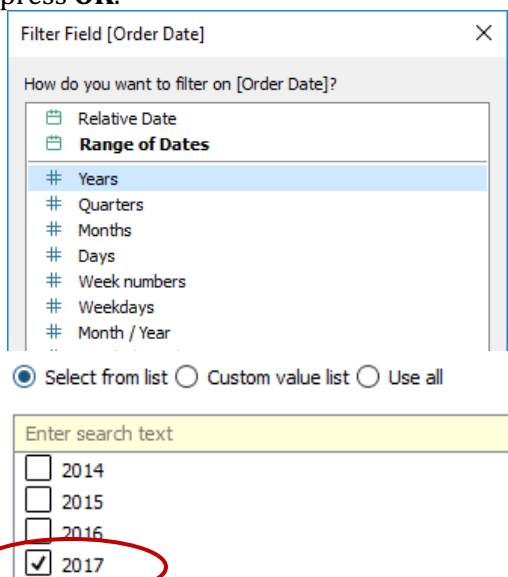 press OK.
Filter Field [Order Date]
How do you want to filter on [Order Date]?
Relative Date
Range of Dates
# Years
# Quarters
# Months
# Days
# Week numbers
# Weekdays
# Month / Year
Select from list Custom value list Use all
Enter search text
2014
2015
2016
2017